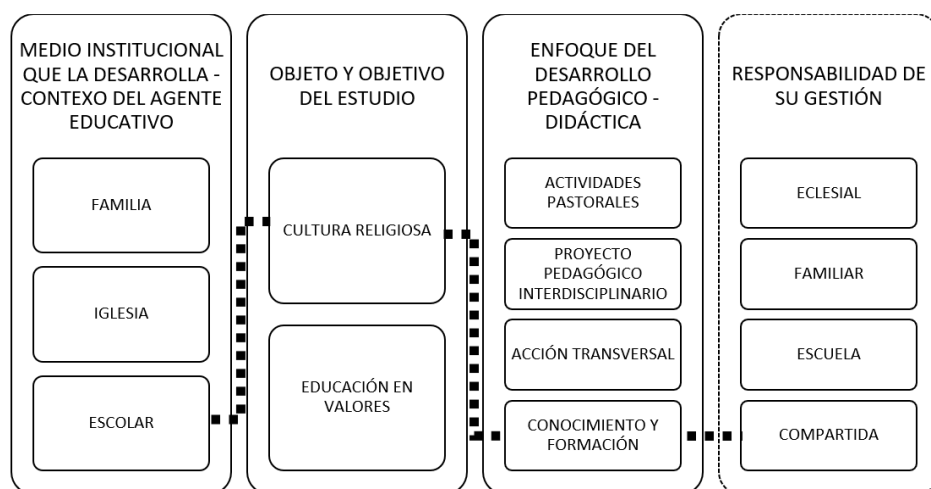 MEDIO INSTITUCIONAL
QUE LA DESARROLLA -
CONTEXO DEL AGENTE
EDUCATIVO
FAMILIA
IGLESIA
ESCOLAR
OBJETO Y OBJETIVO
DEL ESTUDIO
CULTURA RELIGIOSA
EDUCACIÓN EN
VALORES
ENFOQUE DEL
DESARROLLO
PEDAGÓGICO -
DIDÁCTICA
ACTIVIDADES
PASTORALES
PROYECTO
PEDAGÓGICO
INTERDISCIPLINARIO
ACCIÓN TRANSVERSAL
CONOCIMIENTO Y
FORMACIÓN
RESPONSABILIDAD DE
SU GESTIÓN
ECLESIAL
FAMILIAR
ESCUELA
COMPARTIDA